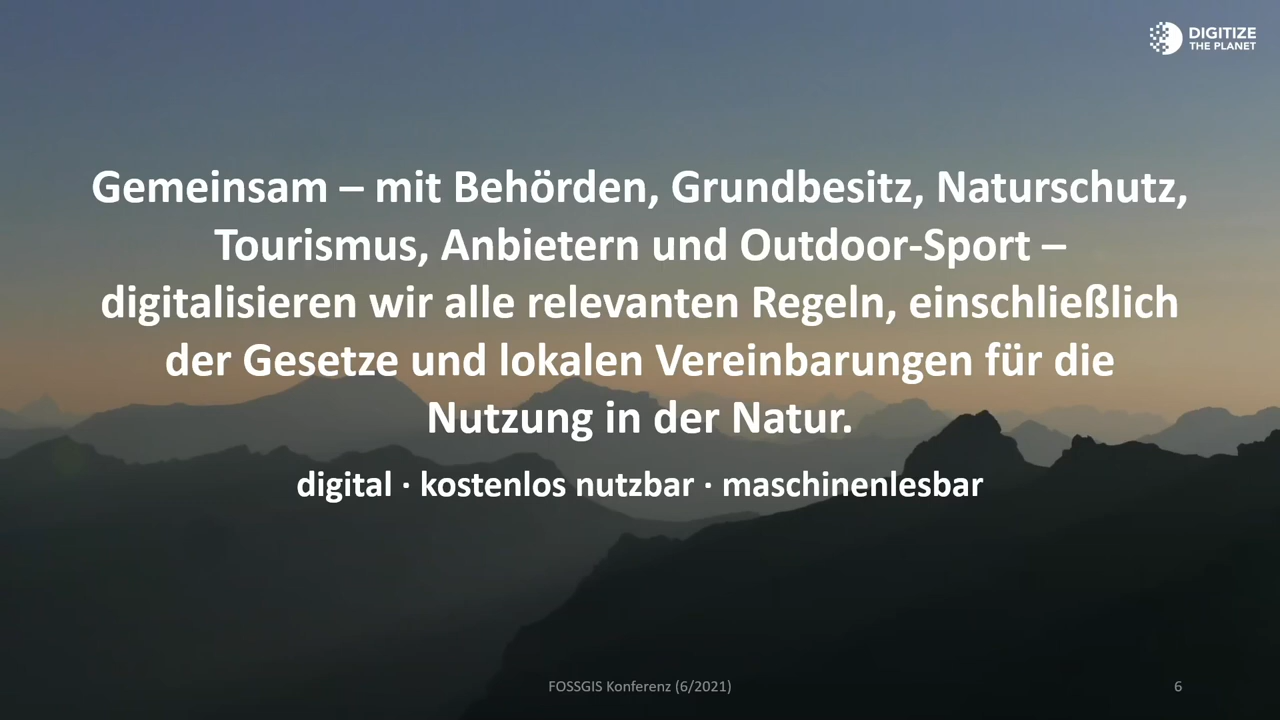 DIGITIZE
THE PLANET
Gemeinsam – mit Behörden, Grundbesitz, Naturschutz,
Tourismus, Anbietern und Outdoor-Sport –
digitalisieren wir alle relevanten Regeln, einschließlich
der Gesetze und lokalen Vereinbarungen für die
Nutzung in der Natur.
digital · kostenlos nutzbar · maschinenlesbar
FOSSGIS Konferenz (6/2021)
6